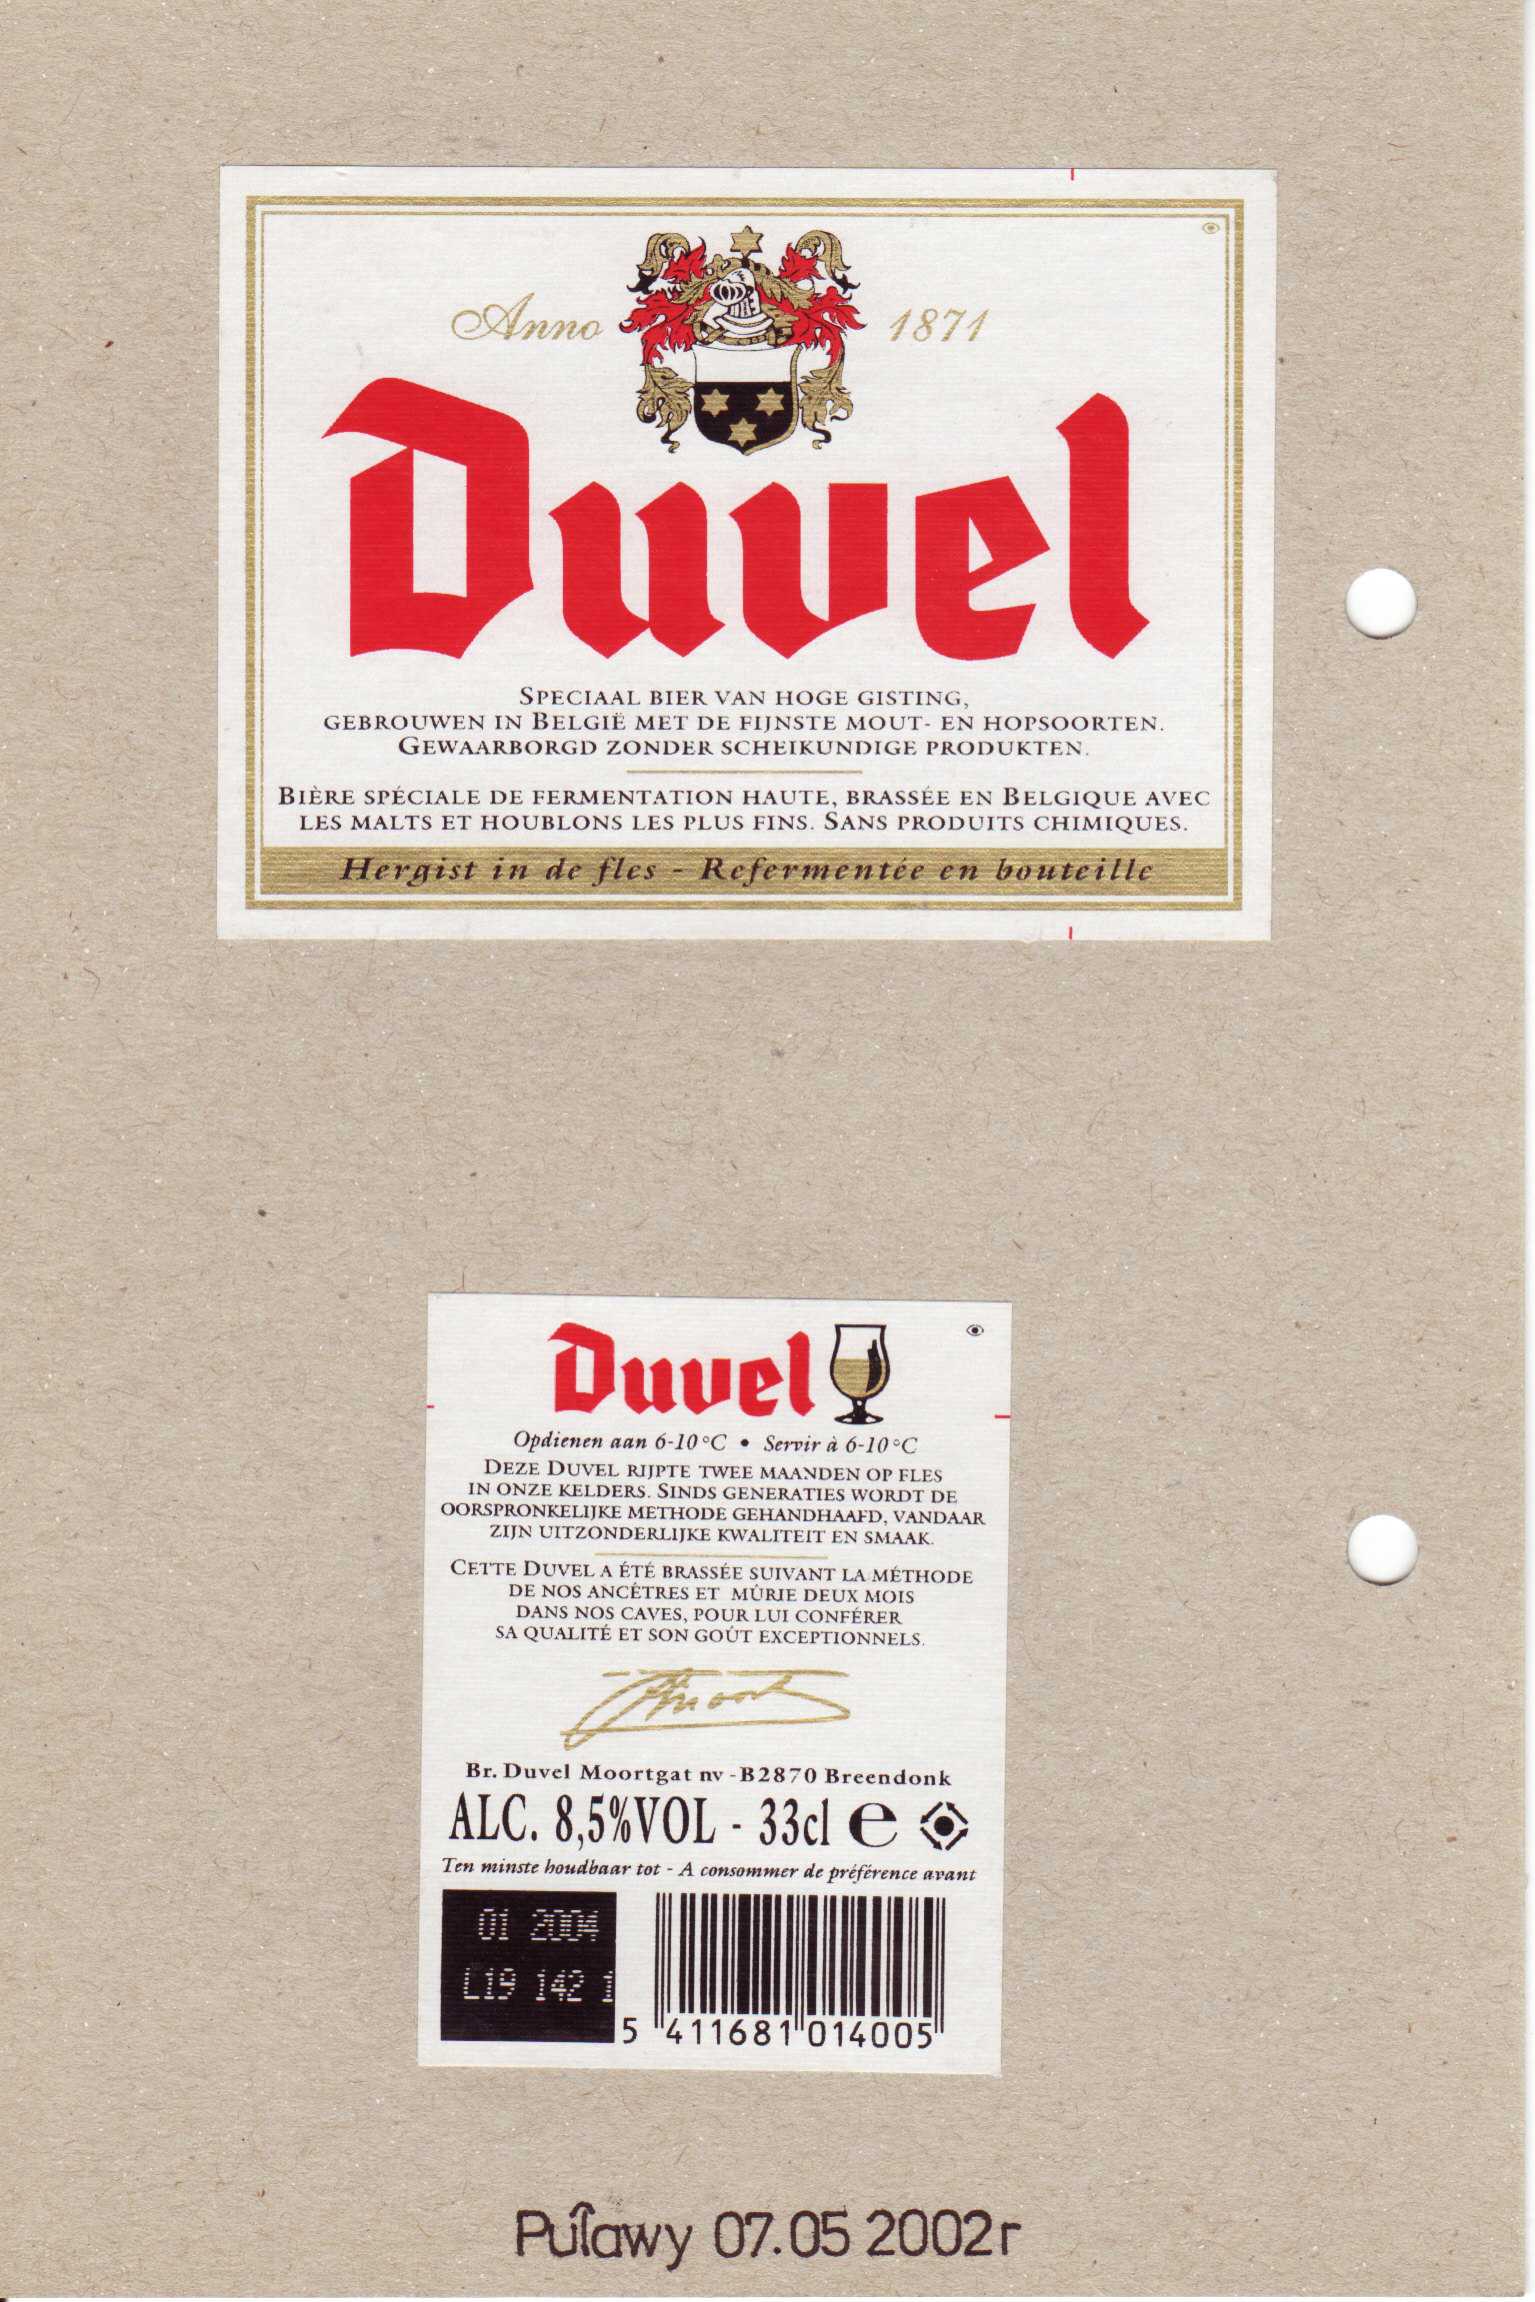 Anno 1871
Duvel
SPECIAAL BIER VAN HOGE GISTING,
GEBROUWEN IN BELGIË MET DE FIJNSTE MOUT- EN HOPSOORTEN.
GEWAARBORGD ZONDER SCHEIKUNDIGE PRODUKTEN.
BIÈRE SPÉCIALE DE FERMENTATION HAUTE, BRASSÉE EN BELGIQUE AVEC
LES MALTS ET HOUBLONS LES PLUS FINS. SANS PRODUITS CHIMIQUES.
Hergist in de fles - Refermentée en bouteille
Duvel
Opdienen aan 6-10°C • Servir à 6-10°C
DEZE DUVEL RIJPTE TWEE MAANDEN OP FLES
IN ONZE KELDERS. SINDS GENERATIES WORDT DE
OORSPRONKELIJKE METHODE GEHANDHAAFD, VANDAAR
ZIJN UITZONDERLIJKE KWALITEIT EN SMAAK.
CETTE DUVEL A ÉTÉ BRASSÉE SUIVANT LA MÉTHODE
DE NOS ANCÉTRES ET MÛRIE DEUX MOIS
DANS NOS CAVES, POUR LUI CONFÉRER
SA QUALITÉ ET SON GOÛT EXCEPTIONNELS.
Br. Duvel Moortgat nv - B2870 Breendonk
ALC. 8,5%VOL - 33cl e
Ten minste houdbaar tot - A consommer de préférence avant
01 2004
L19 142 1
5 411681 014005
Puławy 07.05 2002r